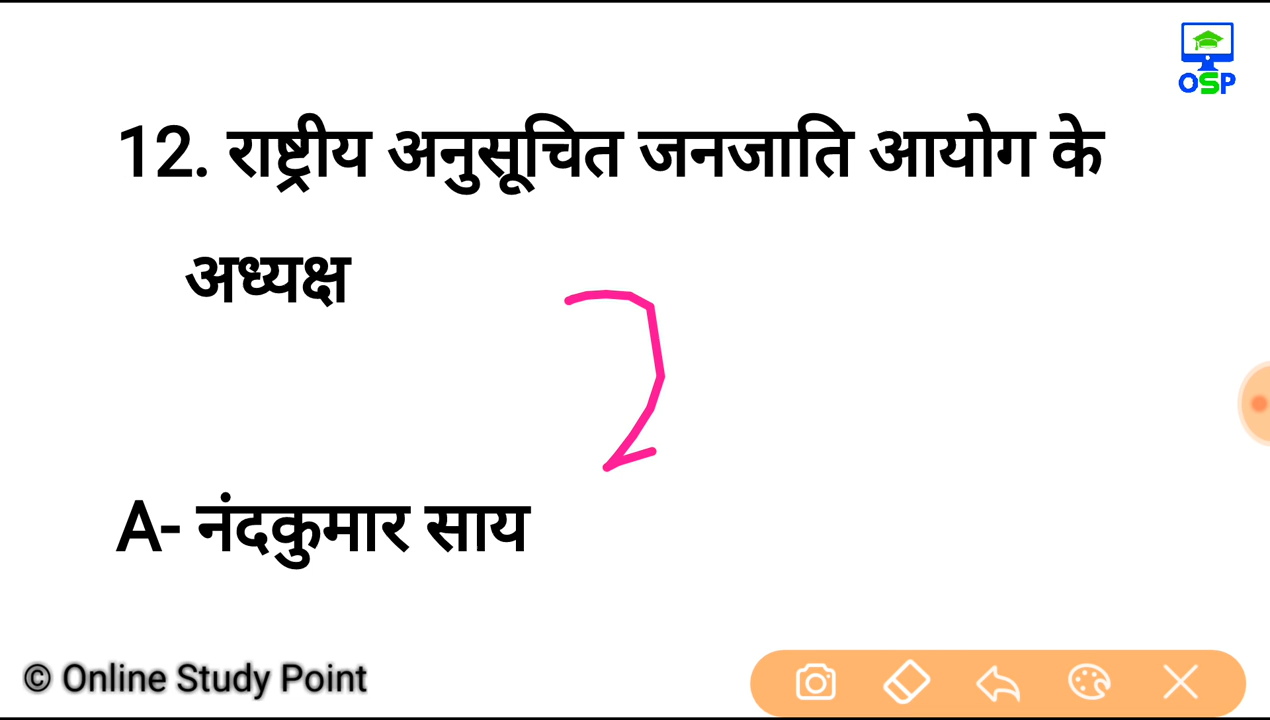 OSP
12. राष्ट्रीय अनुसूचित जनजाति आयोग के
अध्यक्ष
A- नंदकुमार साय
© Online Study Point